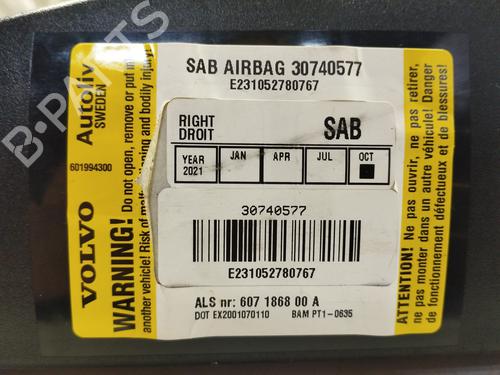 SAB AIRBAG 30740577
E231052780767
Autoliv
SWEDEN
601994300
VOLVO
WARNING! Do not open, remove or put in
another vehicle! Risk of and bodily injury
RIGHT
DROIT
SAB
YEAR
2021
JAN
APR
JUL
OCT
30740577
E231052780767
ALS nr: 607 1868 00 A
DOT EX2001070110
BAM PT1-0635
ATTENTION! Ne pas ouvrir, ne pas retirer,
ne pas monter dans un autre véhicule! Danger
de fonctionnement défectueux et de blessures!
B-PARTS